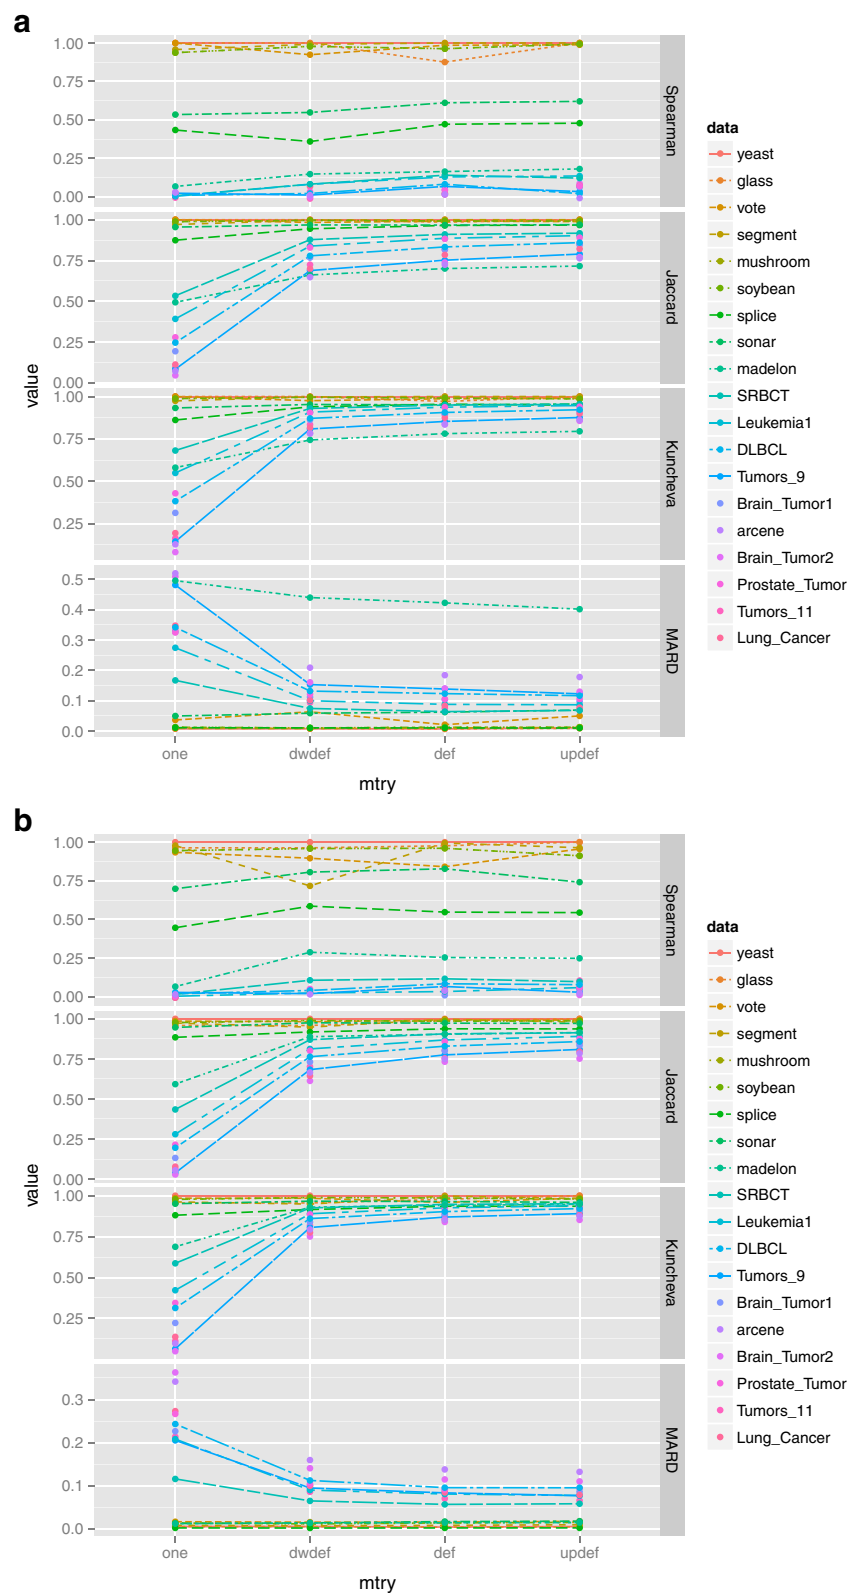 a
1.00
0.75
0.50
0.25
0.00
Spearman
1.00
0.75
0.50
0.25
0.00
Jaccard
1.00
0.75
0.50
0.25
Kuncheva
0.5
0.4
0.3
0.2
0.1
0.0
MARD
value
one dwdef def updef
mtry
data
yeast
glass
vote
segment
mushroom
soybean
splice
sonar
madelon
SRBCT
Leukemia1
DLBCL
Tumors_9
Brain_Tumor1
arcene
Brain_Tumor2
Prostate_Tumor
Tumors_11
Lung_Cancer
b
1.00
0.75
0.50
0.25
0.00
Spearman
1.00
0.75
0.50
0.25
0.00
Jaccard
1.00
0.75
0.50
0.25
Kuncheva
0.3
0.2
0.1
0.0
MARD
value
one dwdef def updef
mtry
data
yeast
glass
vote
segment
mushroom
soybean
splice
sonar
madelon
SRBCT
Leukemia1
DLBCL
Tumors_9
Brain_Tumor1
arcene
Brain_Tumor2
Prostate_Tumor
Tumors_11
Lung_Cancer